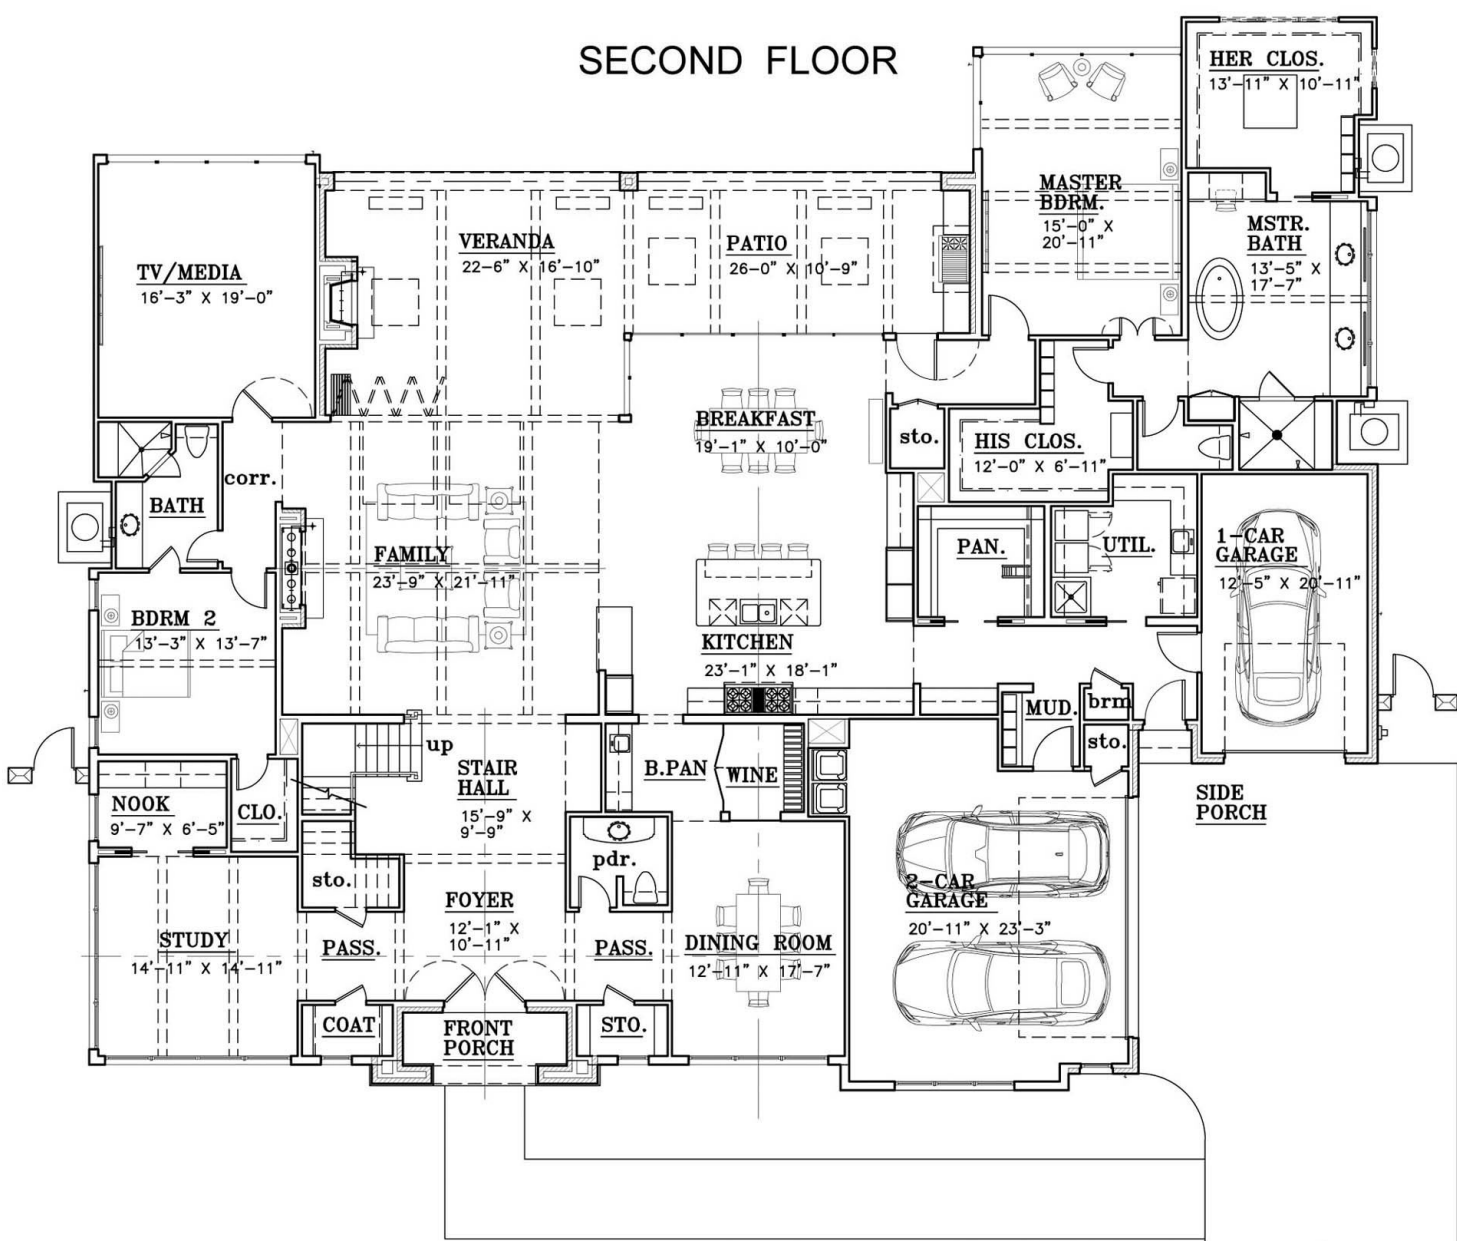 SECOND FLOOR
HER CLOS.
13'-11" X 10'-11"
MASTER
BDRM.
15'-0" X
20'-11"
MSTR.
BATH
13'-5" X
17'-7"
VERANDA
22-6" X 16'-10"
PATIO
26-0" X 10'-9"
TV/MEDIA
16'-3" X 19'-0"
BREAKFAST
19'-1" X 10'-0"
sto.
HIS CLOS.
12'-0" X 6'-11"
corr.
BATH
FAMILY
23'-9" X 21'-11"
PAN.
UTIL.
1-CAR
GARAGE
12'-5" X 20'-11"
BDRM 2
13'-3" X 13'-7"
KITCHEN
23'-1" X 18'-1"
MUD.
brm
sto.
up
STAIR
HALL
15'-9" X
9'-9"
B.PAN
WINE
SIDE
PORCH
NOOK
9'-7" X 6'-5"
CLO.
sto.
pdr.
2-CAR
GARAGE
20'-11" X 23'-3"
FOYER
12'-1" X
10'-11"
STUDY
14'-11" X 14'-11"
PASS.
PASS.
DINING ROOM
12'-11" X 17'-7"
COAT
FRONT
PORCH
STO.